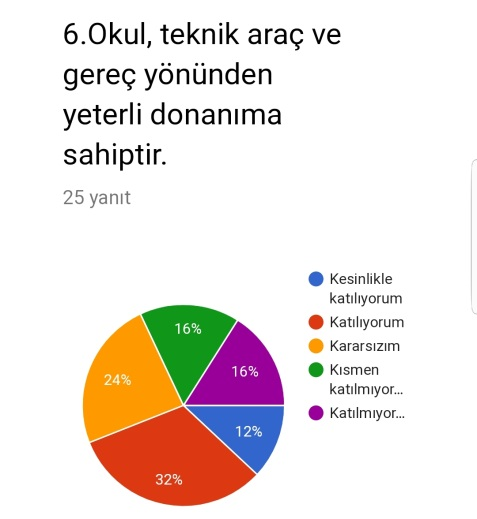 6.Okul, teknik araç ve
gereç yönünden
yeterli donanıma
sahiptir.
25 yanıt
Kesinlikle
katılıyorum
Katılıyorum
Kararsızım
Kısmen
katılmıyor...
Katılmıyor...
16%
16%
24%
12%
32%